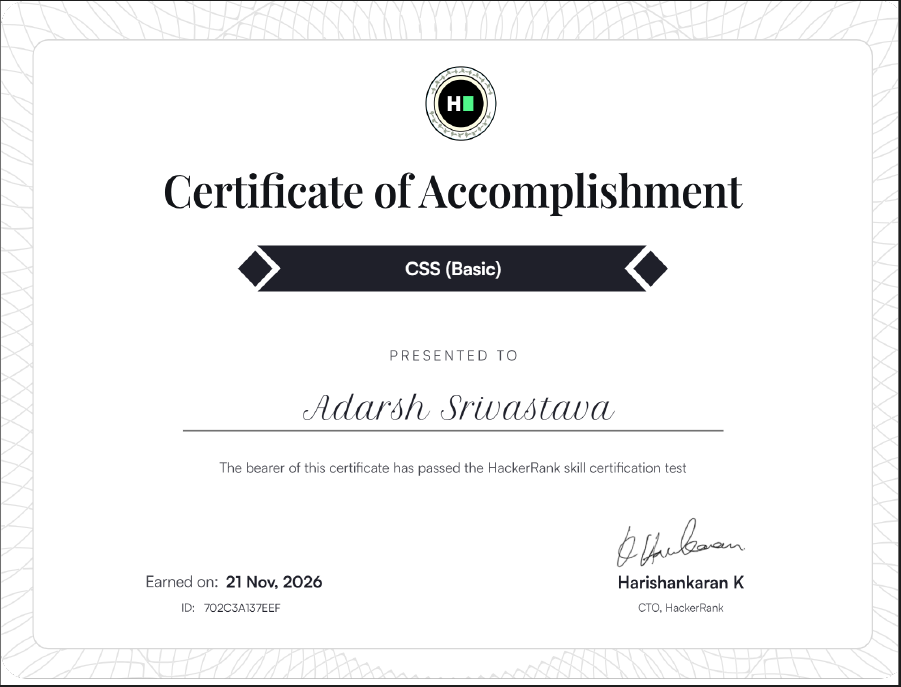 H
Certificate of Accomplishment
CSS (Basic)
PRESENTED TO
Adarsh Srivastava
The bearer of this certificate has passed the HackerRank skill certification test
Earned on: 21 Nov, 2026
ID: 702C3A137EEF
Harishankaran K
CTO, HackerRank